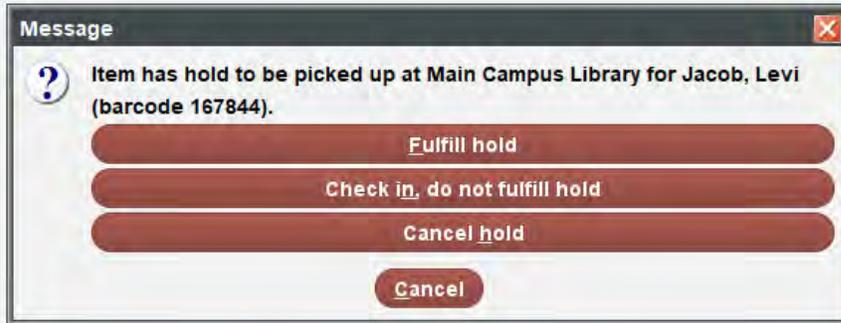 Message
Item has hold to be picked up at Main Campus Library for Jacob, Levi
(barcode 167844).
Fulfill hold
Check in, do not fulfill hold
Cancel hold
Cancel